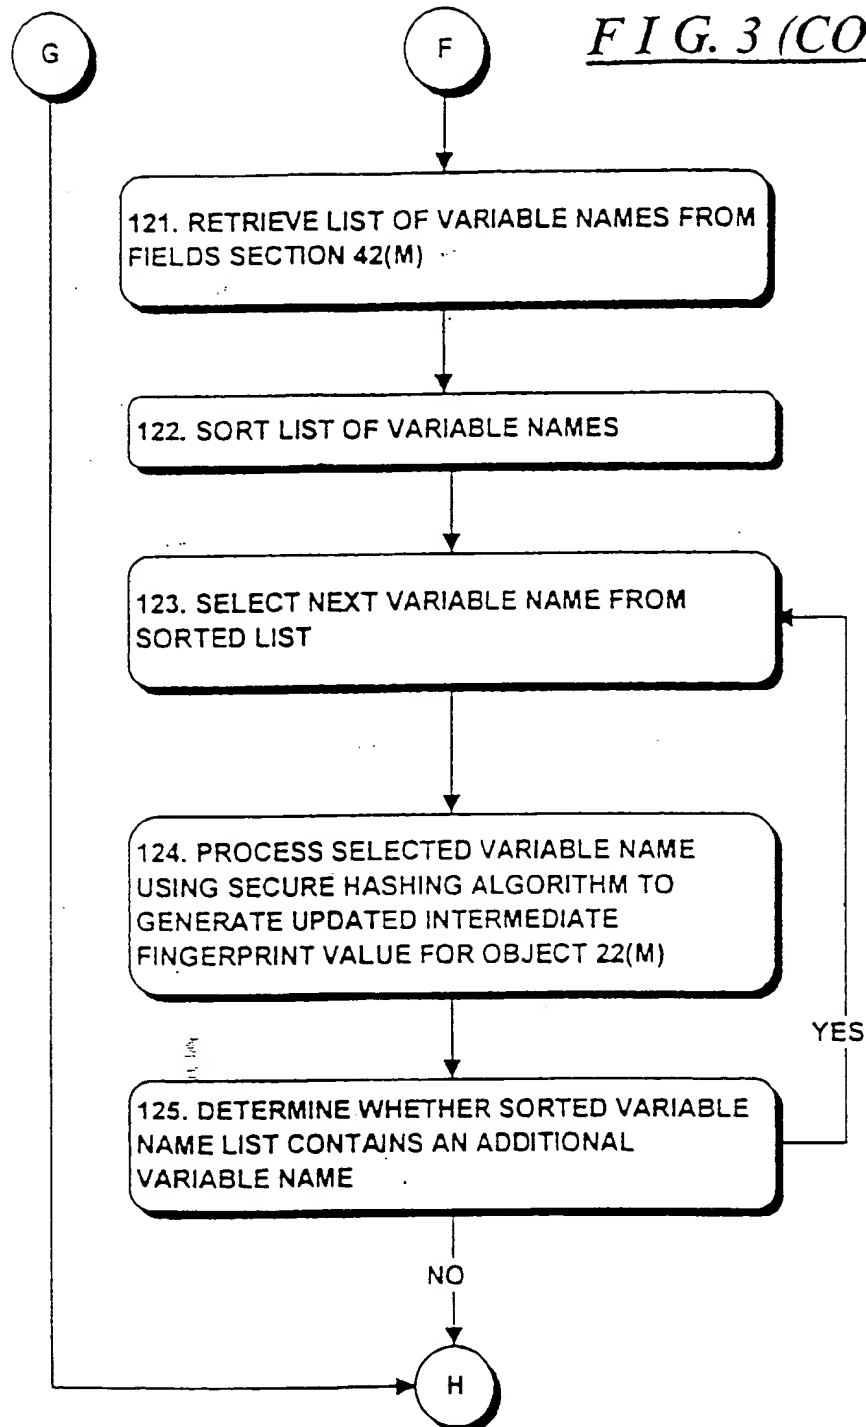 G
F
F I G. 3 (CO
121. RETRIEVE LIST OF VARIABLE NAMES FROM
FIELDS SECTION 42(M)
122. SORT LIST OF VARIABLE NAMES
123. SELECT NEXT VARIABLE NAME FROM
SORTED LIST
124. PROCESS SELECTED VARIABLE NAME
USING SECURE HASHING ALGORITHM TO
GENERATE UPDATED INTERMEDIATE
FINGERPRINT VALUE FOR OBJECT 22(M)
YES
125. DETERMINE WHETHER SORTED VARIABLE
NAME LIST CONTAINS AN ADDITIONAL
VARIABLE NAME
NO
H